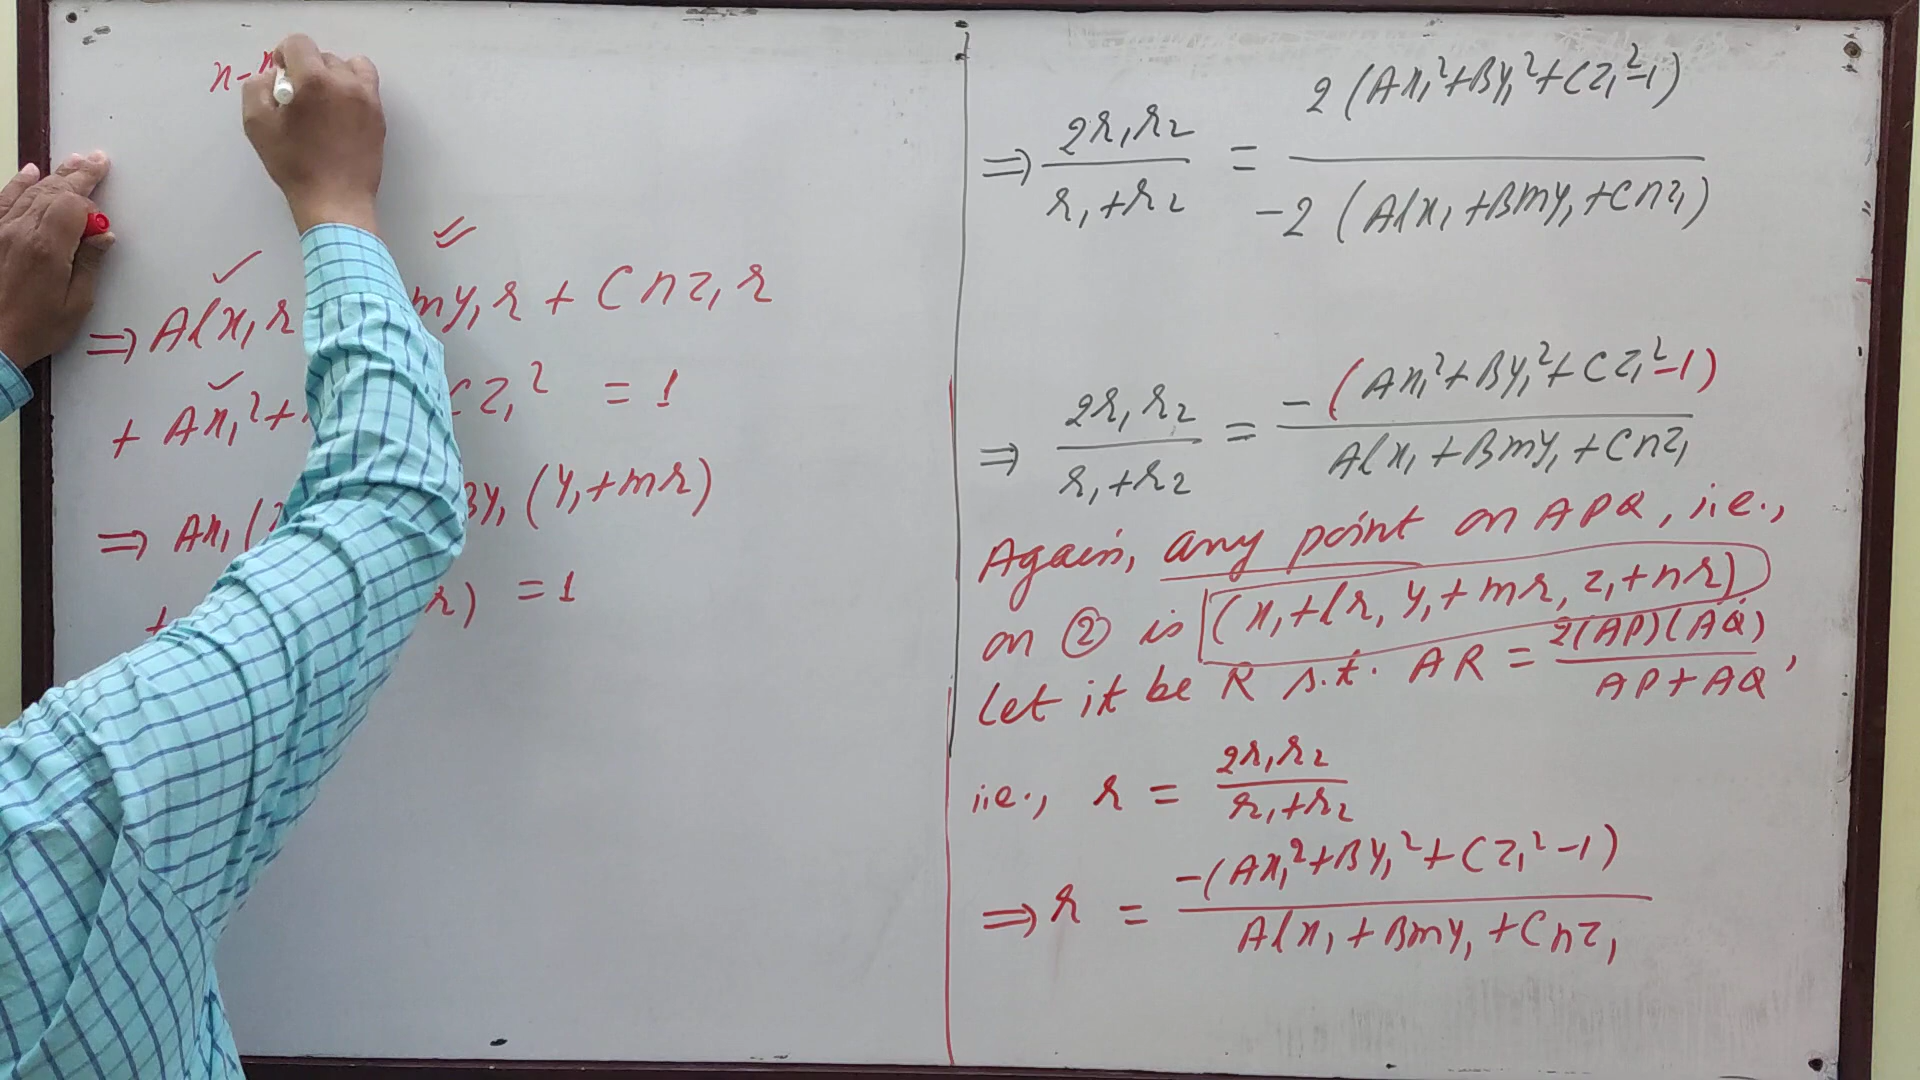 x-x
⇒ Alx₁r my₁r + Cnz₁r
+ Ax₁²+ Cz₁² = 1
⇒ Ax₁( By₁(y₁+mr)
+ r) = 1
⇒ 2r₁r₂/(r₁+r₂) = 2(Ax₁²+By₁²+Cz₁²-1)/-2(Alx₁+Bmy₁+Cnz₁)
⇒ 2r₁r₂/(r₁+r₂) = -(Ax₁²+By₁²+Cz₁²-1)/(Alx₁+Bmy₁+Cnz₁)
Again, any point on APQ, i.e.,
on ② is (x₁+lr, y₁+mr, z₁+nr)
Let it be R s.t. AR = 2(AP)(AQ)/(AP+AQ),
i.e., r = 2r₁r₂/(r₁+r₂)
⇒ r = -(Ax₁²+By₁²+Cz₁²-1)/(Alx₁+Bmy₁+Cnz₁)